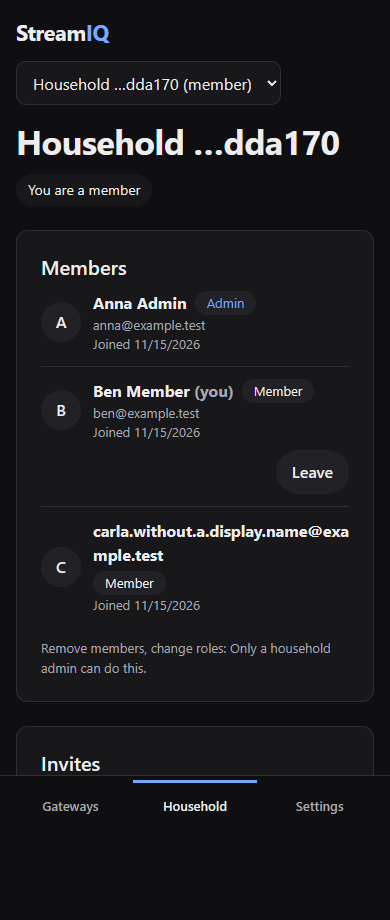 StreamIQ
Household …dda170 (member)
Household …dda170
You are a member
Members
A
Anna Admin Admin
anna@example.test
Joined 11/15/2026
B
Ben Member (you) Member
ben@example.test
Joined 11/15/2026
Leave
C
carla.without.a.display.name@exa
mple.test
Member
Joined 11/15/2026
Remove members, change roles: Only a household
admin can do this.
Invites
Gateways Household Settings